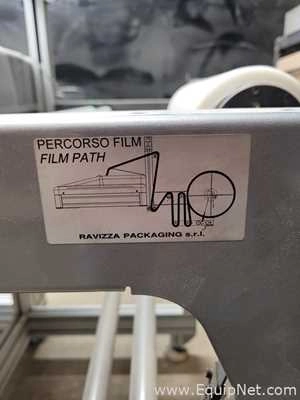 PERCORSO FILM
FILM PATH
RAVIZZA PACKAGING s.r.l.
www.EquipNet.com